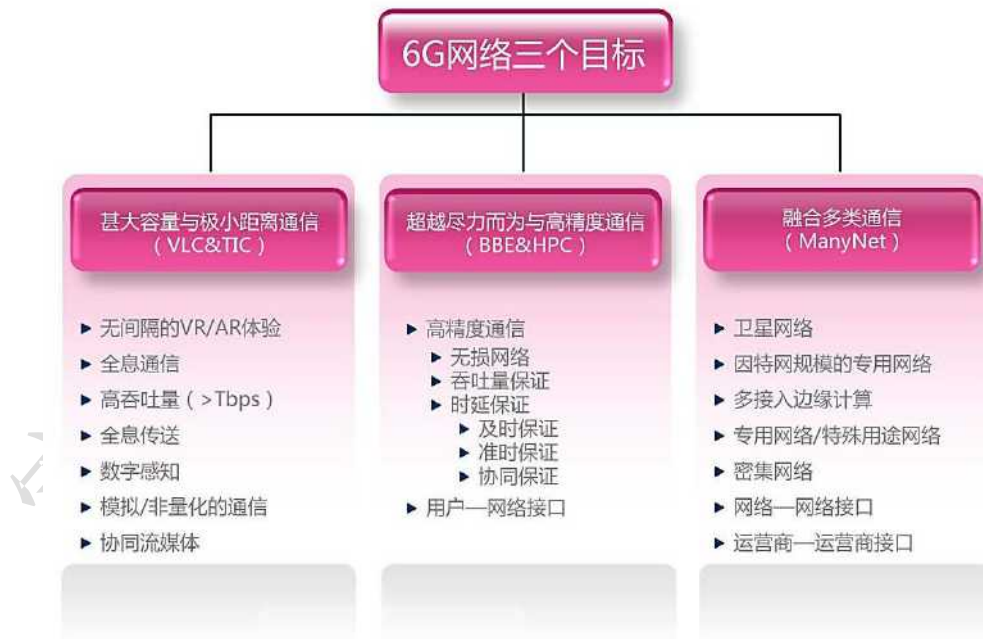 6G网络三个目标
甚大容量与极小距离通信
(VLC&TIC)
无间隔的VR/AR体验
全息通信
高吞吐量(>Tbps)
全息传送
数字感知
模拟/非量化的通信
协同流媒体
超越尽力而为与高精度通信
(BBE&HPC)
高精度通信
无损网络
吞吐量保证
时延保证
及时保证
准时保证
协同保证
用户—网络接口
融合多类通信
(ManyNet)
卫星网络
因特网规模的专用网络
多接入边缘计算
专用网络/特殊用途网络
密集网络
网络—网络接口
运营商—运营商接口